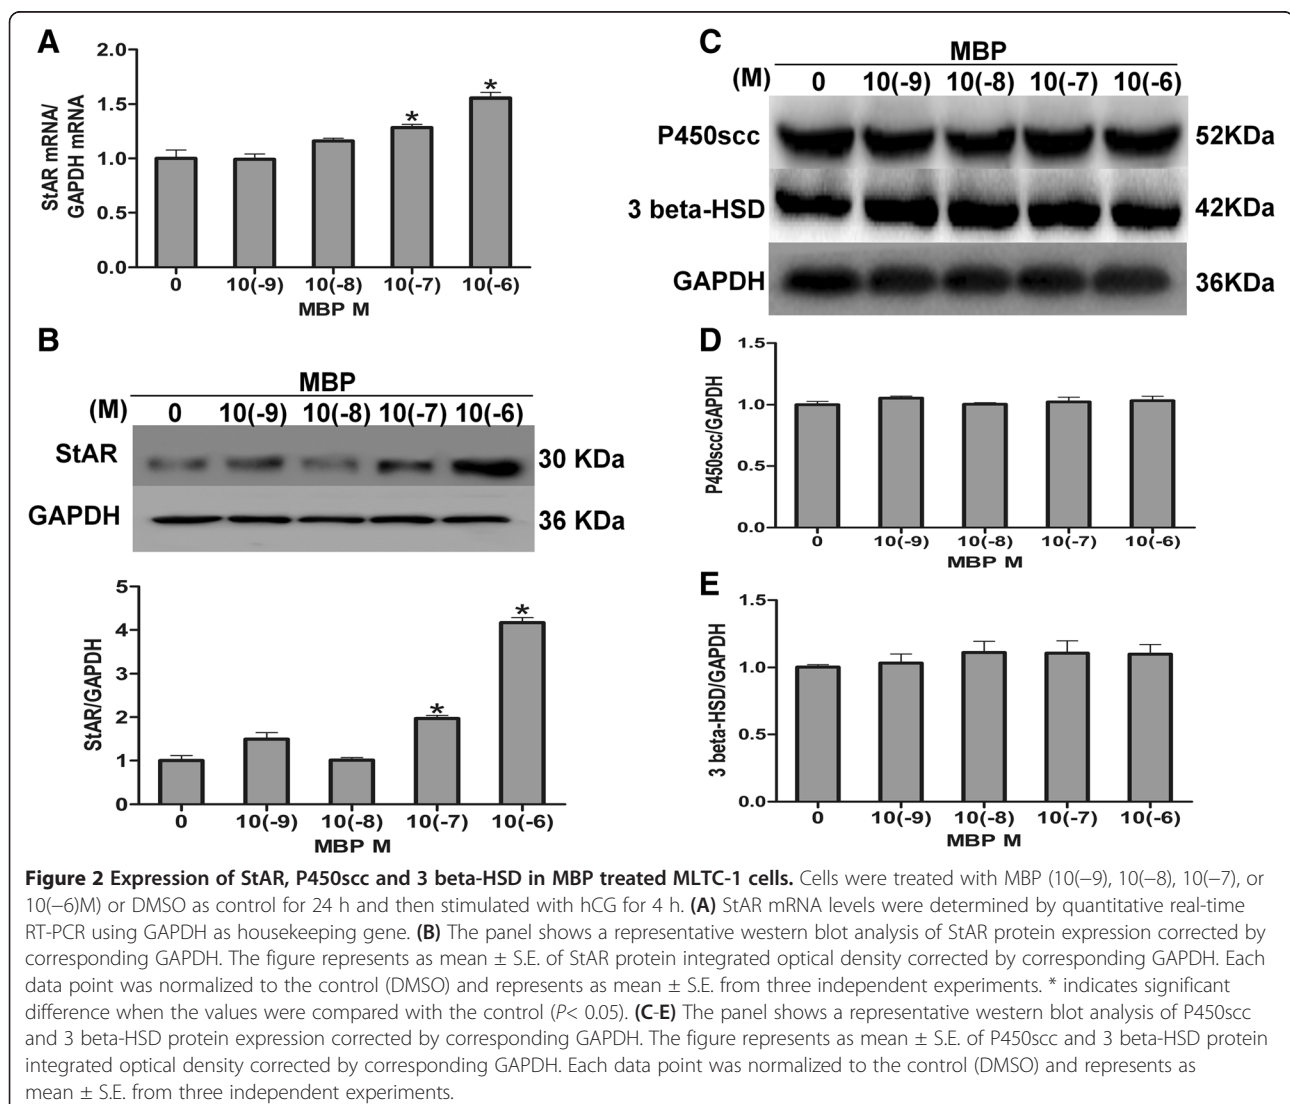 A
2.0
1.5
1.0
0.5
0.0
StAR mRNA/
GAPDH mRNA
*
*
0 10(-9) 10(-8) 10(-7) 10(-6)
MBP M
B
MBP
(M) 0 10(-9) 10(-8) 10(-7) 10(-6)
StAR 30 KDa
GAPDH 36 KDa
5
4
3
2
1
0
StAR/GAPDH
*
*
0 10(-9) 10(-8) 10(-7) 10(-6)
MBP M
C
MBP
(M) 0 10(-9) 10(-8) 10(-7) 10(-6)
P450scc 52KDa
3 beta-HSD 42KDa
GAPDH 36KDa
D
1.5
1.0
0.5
0.0
P450scc/GAPDH
0 10(-9) 10(-8) 10(-7) 10(-6)
MBP M
E
1.5
1.0
0.5
0.0
3 beta-HSD/GAPDH
0 10(-9) 10(-8) 10(-7) 10(-6)
MBP M
Figure 2 Expression of StAR, P450scc and 3 beta-HSD in MBP treated MLTC-1 cells. Cells were treated with MBP (10(−9), 10(−8), 10(−7), or
10(−6)M) or DMSO as control for 24 h and then stimulated with hCG for 4 h. (A) StAR mRNA levels were determined by quantitative real-time
RT-PCR using GAPDH as housekeeping gene. (B) The panel shows a representative western blot analysis of StAR protein expression corrected by
corresponding GAPDH. The figure represents as mean ± S.E. of StAR protein integrated optical density corrected by corresponding GAPDH. Each
data point was normalized to the control (DMSO) and represents as mean ± S.E. from three independent experiments. * indicates significant
difference when the values were compared with the control (P< 0.05). (C-E) The panel shows a representative western blot analysis of P450scc
and 3 beta-HSD protein expression corrected by corresponding GAPDH. The figure represents as mean ± S.E. of P450scc and 3 beta-HSD protein
integrated optical density corrected by corresponding GAPDH. Each data point was normalized to the control (DMSO) and represents as
mean ± S.E. from three independent experiments.